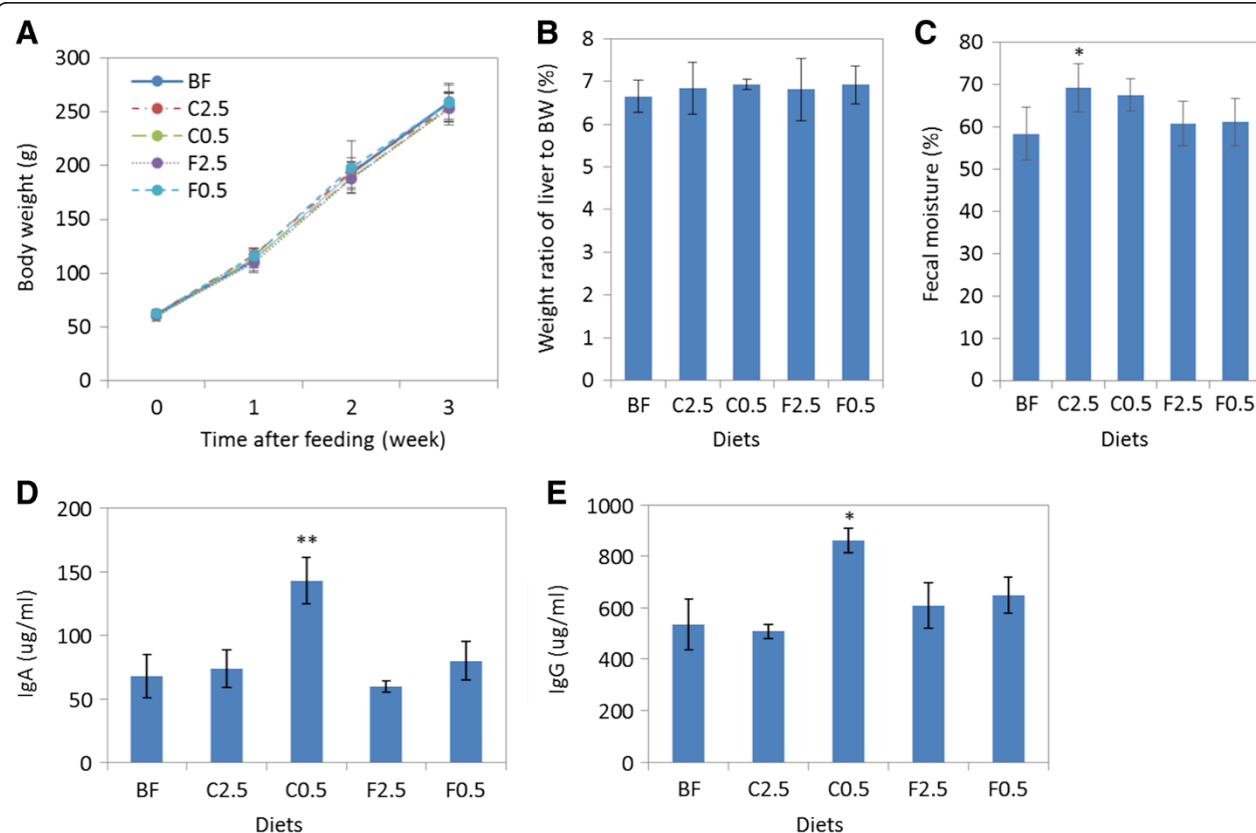 A
Body weight (g)
300
250
200
150
100
50
0
BF
C2.5
C0.5
F2.5
F0.5
0 1 2 3
Time after feeding (week)
B
Weight ratio of liver to BW (%)
8
7
6
5
4
3
2
1
0
BF C2.5 C0.5 F2.5 F0.5
Diets
C
Fecal moisture (%)
80
70
60
50
40
30
20
10
0
*
BF C2.5 C0.5 F2.5 F0.5
Diets
D
IgA (ug/ml)
200
150
100
50
0
**
BF C2.5 C0.5 F2.5 F0.5
Diets
E
IgG (ug/ml)
1000
800
600
400
200
0
*
BF C2.5 C0.5 F2.5 F0.5
Diets